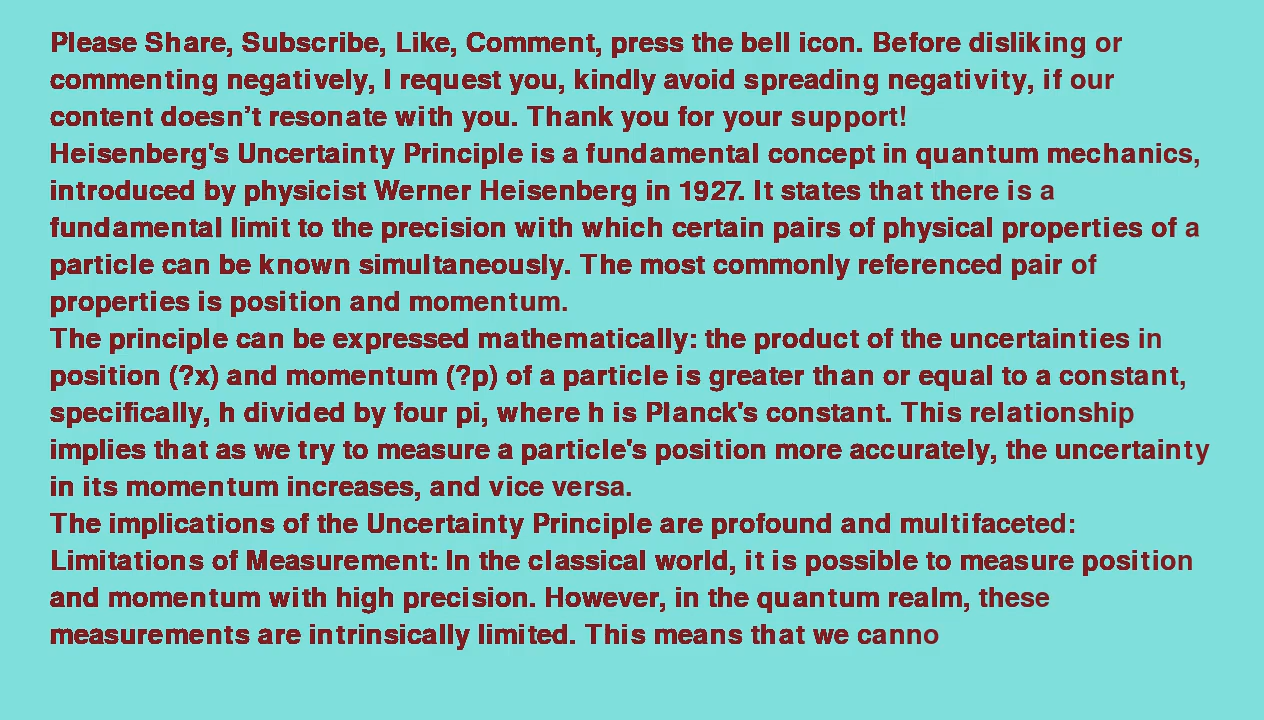 Please Share, Subscribe, Like, Comment, press the bell icon. Before disliking or
commenting negatively, I request you, kindly avoid spreading negativity, if our
content doesn’t resonate with you. Thank you for your support!
Heisenberg's Uncertainty Principle is a fundamental concept in quantum mechanics,
introduced by physicist Werner Heisenberg in 1927. It states that there is a
fundamental limit to the precision with which certain pairs of physical properties of a
particle can be known simultaneously. The most commonly referenced pair of
properties is position and momentum.
The principle can be expressed mathematically: the product of the uncertainties in
position (?x) and momentum (?p) of a particle is greater than or equal to a constant,
specifically, h divided by four pi, where h is Planck's constant. This relationship
implies that as we try to measure a particle's position more accurately, the uncertainty
in its momentum increases, and vice versa.
The implications of the Uncertainty Principle are profound and multifaceted:
Limitations of Measurement: In the classical world, it is possible to measure position
and momentum with high precision. However, in the quantum realm, these
measurements are intrinsically limited. This means that we canno